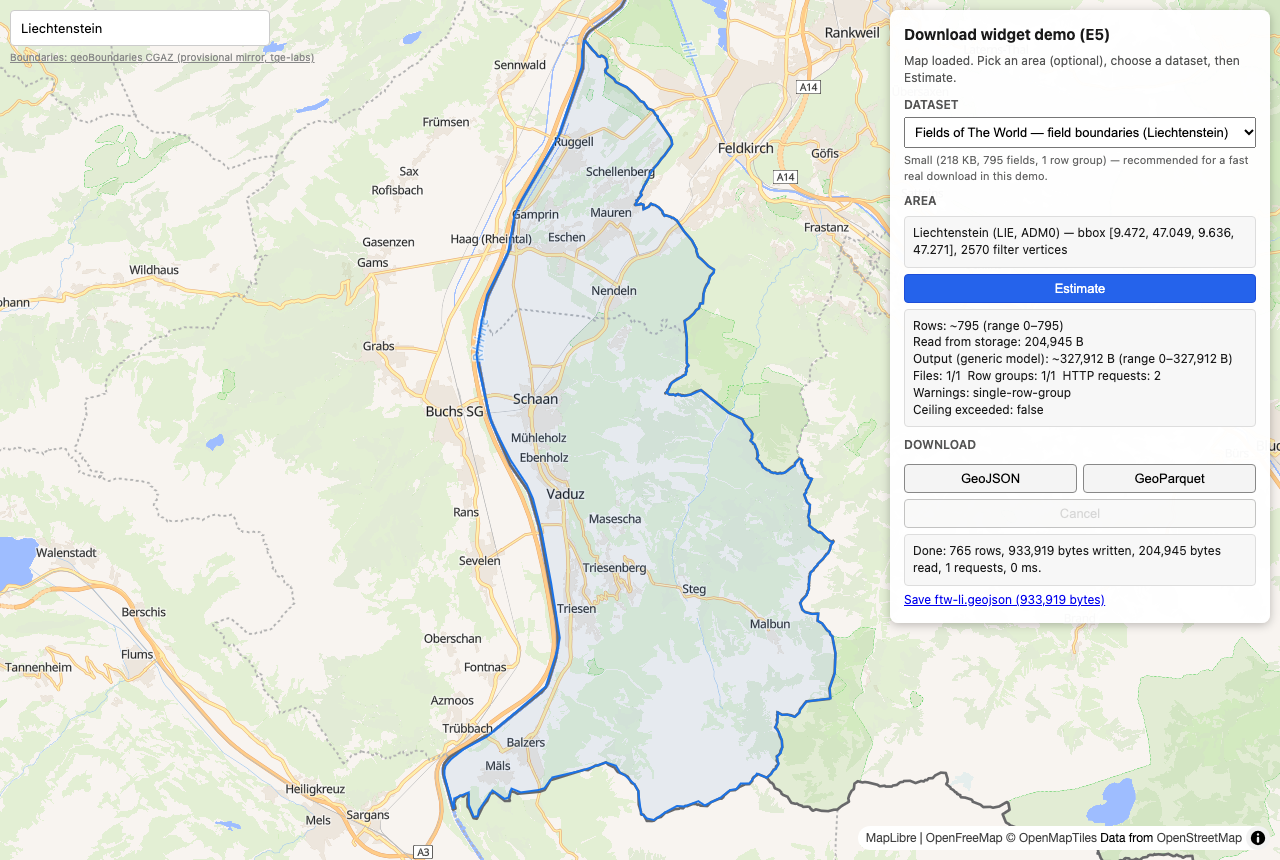 Liechtenstein
Boundaries: geoBoundaries CGAZ (provisional mirror, tge-labs)
Download widget demo (E5)
Map loaded. Pick an area (optional), choose a dataset, then
Estimate.
DATASET
Fields of The World — field boundaries (Liechtenstein)
Small (218 KB, 795 fields, 1 row group) — recommended for a fast
real download in this demo.
AREA
Liechtenstein (LIE, ADM0) — bbox [9.472, 47.049, 9.636,
47.271], 2570 filter vertices
Estimate
Rows: ~795 (range 0–795)
Read from storage: 204,945 B
Output (generic model): ~327,912 B (range 0–327,912 B)
Files: 1/1 Row groups: 1/1 HTTP requests: 2
Warnings: single-row-group
Ceiling exceeded: false
DOWNLOAD
GeoJSON
GeoParquet
Cancel
Done: 765 rows, 933,919 bytes written, 204,945 bytes
read, 1 requests, 0 ms.
Save ftw-li.geojson (933,919 bytes)
Rankweil
Sennwald
A14
Frümsen
Ruggell
Feldkirch
Göfis
Sax
Schellenberg
A14
Rofisbach
Gamprin
Mauren
Frastanz
Haag (Rheintal)
Eschen
Gasenzen
Gams
Wildhaus
Nendeln
Rhine
Grabs
Schaan
Buchs SG
Mühleholz
Ebenholz
Vaduz
Rans
Masescha
Walenstadt
Sevelen
Triesenberg
Steg
Berschis
Triesen
Malbun
Oberschan
Flums
Tannenheim
Fontnas
Azmoos
Trübbach
Balzers
Mäls
Heiligkreuz
Mels
Sargans
A3
MapLibre | OpenFreeMap © OpenMapTiles Data from OpenStreetMap